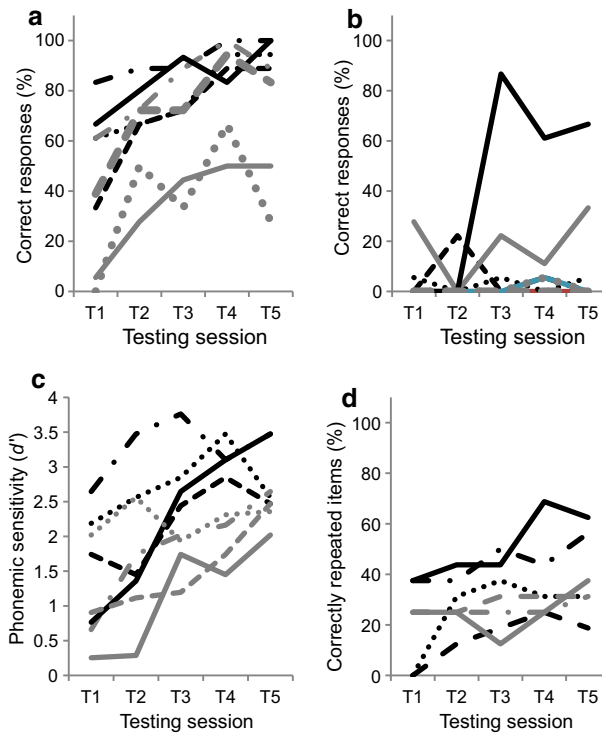 a
Correct responses (%)
100
80
60
40
20
0
T1 T2 T3 T4 T5
Testing session
b
Correct responses (%)
100
80
60
40
20
0
T1 T2 T3 T4 T5
Testing session
c
Phonemic sensitivity (d')
4
3.5
3
2.5
2
1.5
1
0.5
0
T1 T2 T3 T4 T5
Testing session
d
Correctly repeated items (%)
100
80
60
40
20
0
T1 T2 T3 T4 T5
Testing session